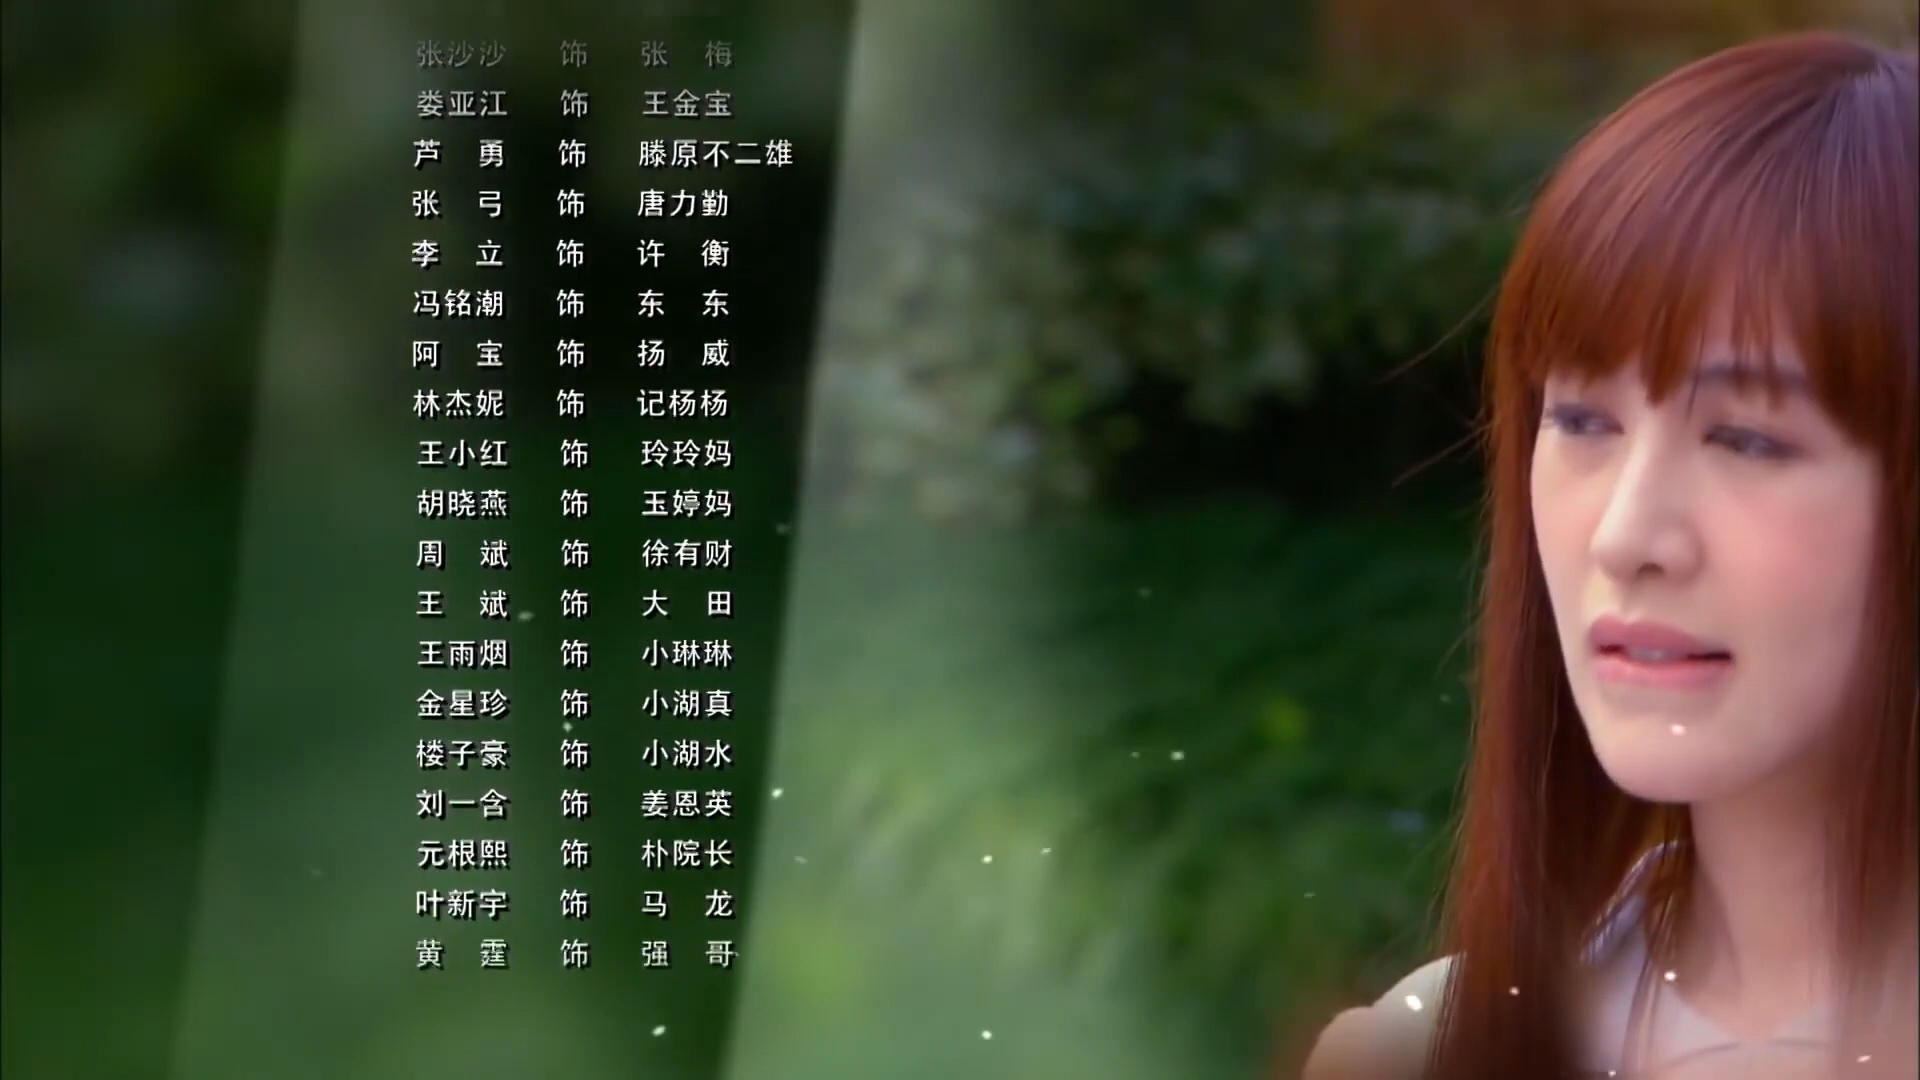 张沙沙 饰 张 梅
娄亚江 饰 王金宝
芦 勇 饰 滕原不二雄
张 弓 饰 唐力勤
李 立 饰 许 衡
冯铭潮 饰 东 东
阿 宝 饰 扬 威
林杰妮 饰 记杨杨
王小红 饰 玲玲妈
胡晓燕 饰 玉婷妈
周 斌 饰 徐有财
王 斌 饰 大 田
王雨烟 饰 小琳琳
金星珍 饰 小湖真
楼子豪 饰 小湖水
刘一含 饰 姜恩英
元根熙 饰 朴院长
叶新宇 饰 马 龙
黄 霆 饰 强 哥